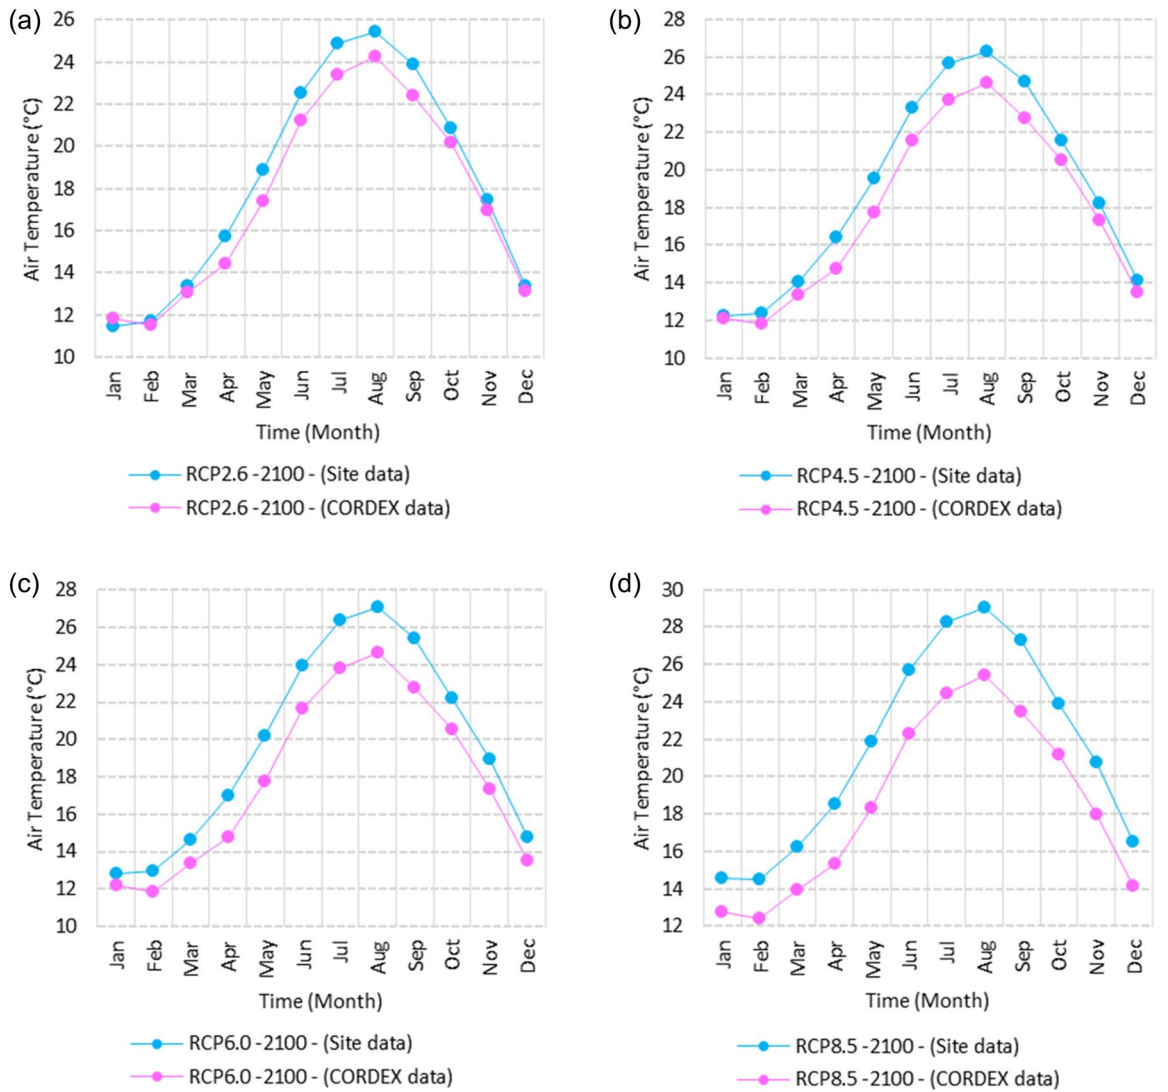 (a)
26
24
22
20
18
16
14
12
10
Air Temperature (°C)
Jan
Feb
Mar
Apr
May
Jun
Jul
Aug
Sep
Oct
Nov
Dec
Time (Month)
RCP2.6 -2100 - (Site data)
RCP2.6 -2100 - (CORDEX data)
(b)
28
26
24
22
20
18
16
14
12
10
Air Temperature (°C)
Jan
Feb
Mar
Apr
May
Jun
Jul
Aug
Sep
Oct
Nov
Dec
Time (Month)
RCP4.5 -2100 - (Site data)
RCP4.5 -2100 - (CORDEX data)
(c)
28
26
24
22
20
18
16
14
12
10
Air Temperature (°C)
Jan
Feb
Mar
Apr
May
Jun
Jul
Aug
Sep
Oct
Nov
Dec
Time (Month)
RCP6.0 -2100 - (Site data)
RCP6.0 -2100 - (CORDEX data)
(d)
30
28
26
24
22
20
18
16
14
12
Air Temperature (°C)
Jan
Feb
Mar
Apr
May
Jun
Jul
Aug
Sep
Oct
Nov
Dec
Time (Month)
RCP8.5 -2100 - (Site data)
RCP8.5 -2100 - (CORDEX data)